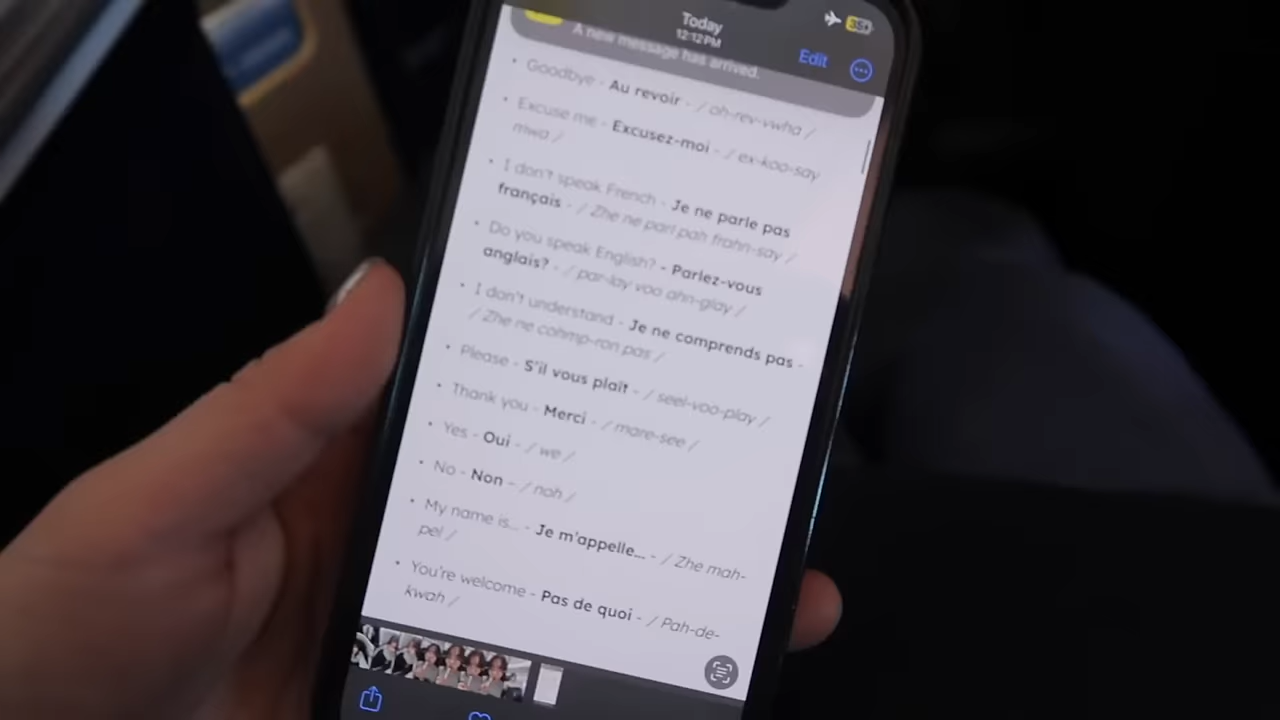 Today
12:12 PM
35
Edit
A new message has arrived.
• Goodbye - Au revoir - / oh-rev-vwha /
• Excuse me - Excusez-moi - / ex-koo-say
mwa /
• I don't speak French - Je ne parle pas
français - / Zhe ne parl pah frahn-say /
• Do you speak English? - Parlez-vous
anglais? - / par-lay voo ahn-glay /
• I don't understand - Je ne comprends pas -
/ Zhe ne cohmp-ron pas /
• Please - S'il vous plaît - / seel-voo-play /
• Thank you - Merci - / mare-see /
• Yes - Oui - / we /
• No - Non - / noh /
• My name is... - Je m'appelle... - / Zhe mah-
pel /
• You're welcome - Pas de quoi - / Pah-de-
kwah /